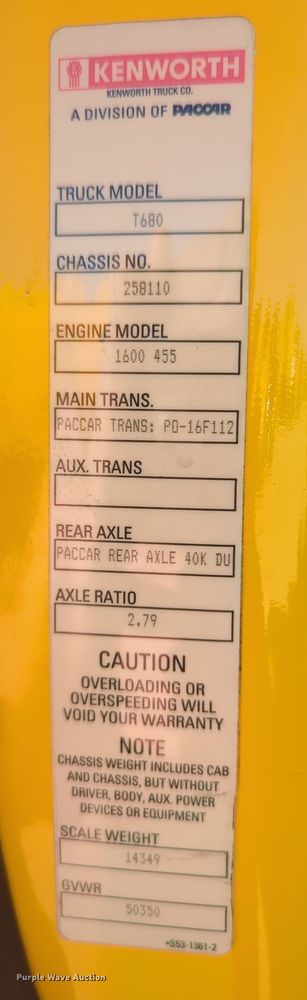 KENWORTH
KENWORTH TRUCK CO.
A DIVISION OF PACCAR
TRUCK MODEL
T680
CHASSIS NO.
258110
ENGINE MODEL
1600 455
MAIN TRANS.
PACCAR TRANS: PO-16F112
AUX. TRANS
REAR AXLE
PACCAR REAR AXLE 40K DU
AXLE RATIO
2.79
CAUTION
OVERLOADING OR
OVERSPEEDING WILL
VOID YOUR WARRANTY
NOTE
CHASSIS WEIGHT INCLUDES CAB
AND CHASSIS, BUT WITHOUT
DRIVER, BODY, AUX. POWER
DEVICES OR EQUIPMENT
SCALE WEIGHT
14349
GVWR
50350
*S53-1361-2
Purple Wave Auction